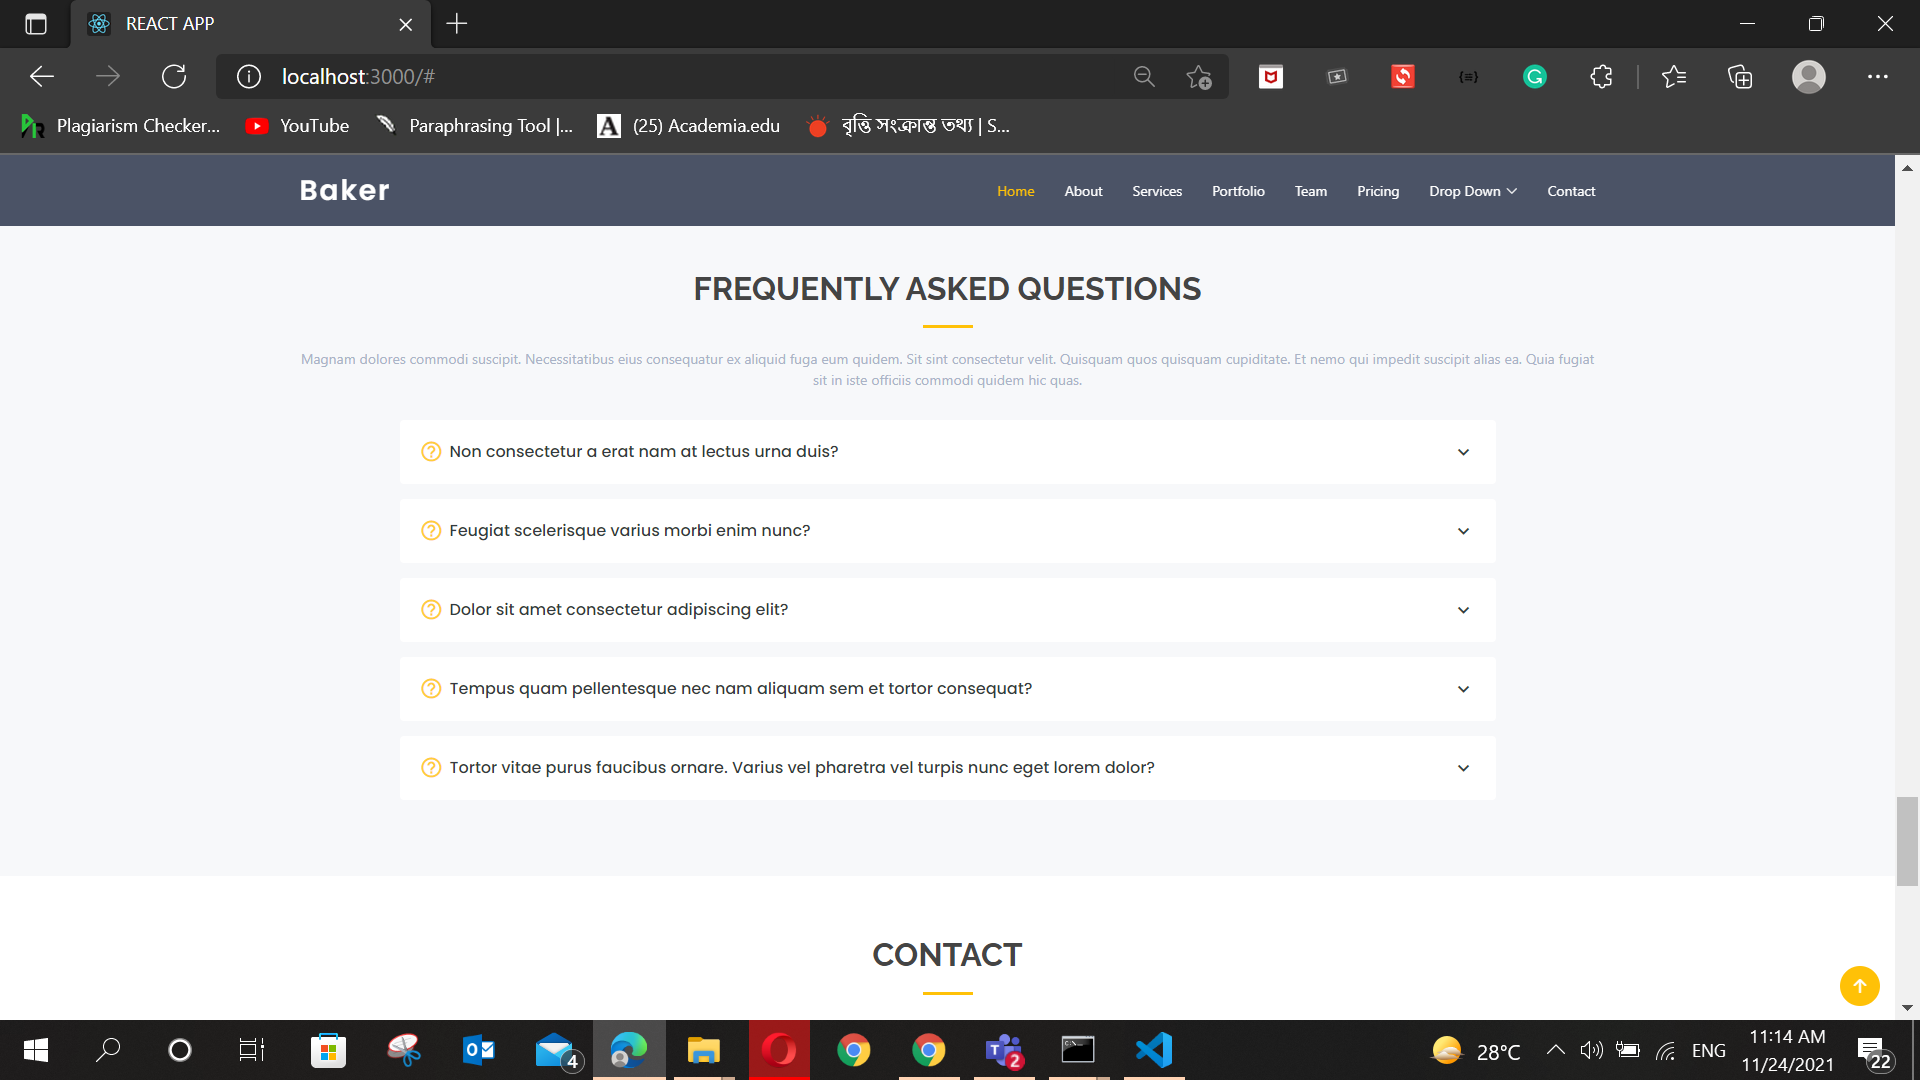 REACT APP
localhost:3000/#
Plagiarism Checker...
YouTube
Paraphrasing Tool |...
(25) Academia.edu
বৃত্তি সংক্রান্ত তথ্য | S...
Baker
Home
About
Services
Portfolio
Team
Pricing
Drop Down
Contact
FREQUENTLY ASKED QUESTIONS
Magnam dolores commodi suscipit. Necessitatibus eius consequatur ex aliquid fuga eum quidem. Sit sint consectetur velit. Quisquam quos quisquam cupiditate. Et nemo qui impedit suscipit alias ea. Quia fugiat
sit in iste officiis commodi quidem hic quas.
Non consectetur a erat nam at lectus urna duis?
Feugiat scelerisque varius morbi enim nunc?
Dolor sit amet consectetur adipiscing elit?
Tempus quam pellentesque nec nam aliquam sem et tortor consequat?
Tortor vitae purus faucibus ornare. Varius vel pharetra vel turpis nunc eget lorem dolor?
CONTACT
4
2
28°C
ENG
11:14 AM
11/24/2021
22